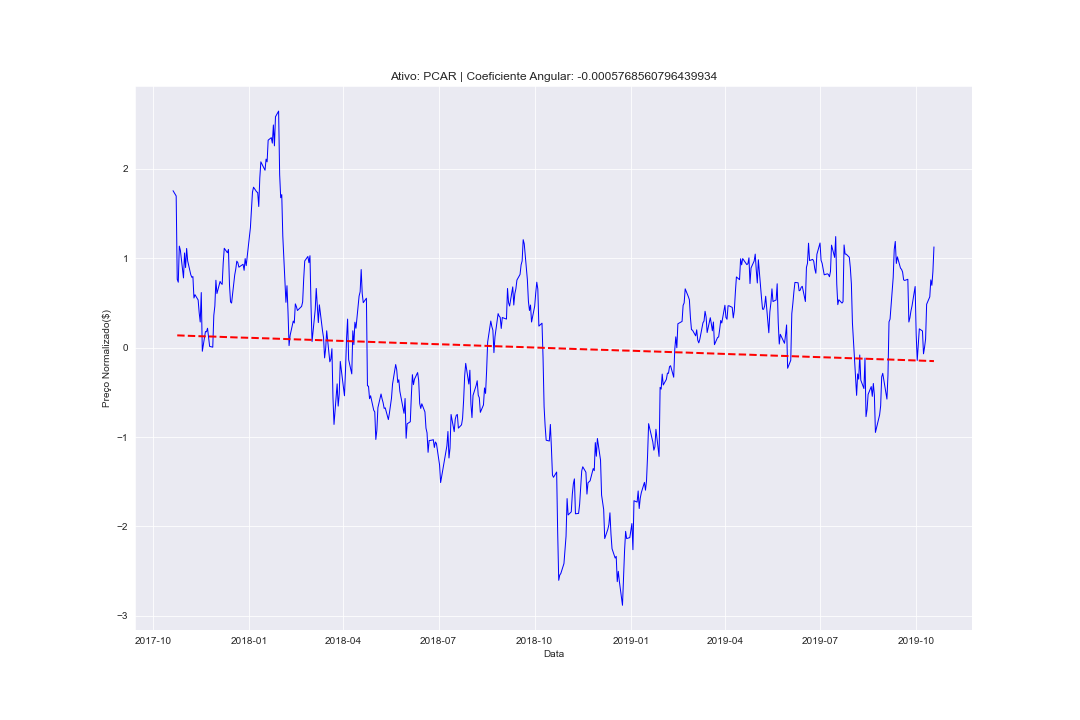 Ativo: PCAR | Coeficiente Angular: -0.0005768560796439934
Preço Normalizado($)
2
1
0
−1
−2
−3
2017-10 2018-01 2018-04 2018-07 2018-10 2019-01 2019-04 2019-07 2019-10
Data